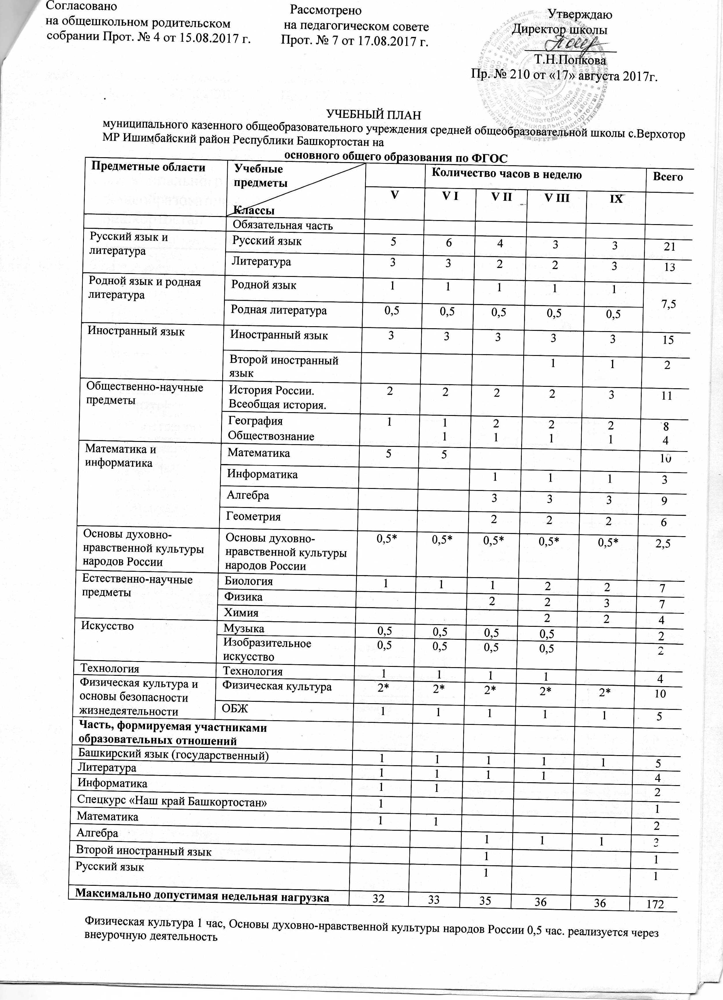 Согласовано
на общешкольном родительском
собрании Прот. № 4 от 15.08.2017 г.
Рассмотрено
на педагогическом совете
Прот. № 7 от 17.08.2017 г.
Утверждаю
Директор школы
Т.Н.Попкова
Пр. № 210 от «17» августа 2017г.
УЧЕБНЫЙ ПЛАН
муниципального казенного общеобразовательного учреждения средней общеобразовательной школы с.Верхотор
МР Ишимбайский район Республики Башкортостан на
основного общего образования по ФГОС
Предметные области Учебные предметы Классы Количество часов в неделю Всего
V V I V II V III IX
Обязательная часть
Русский язык и литература Русский язык 5 6 4 3 3 21
Литература 3 3 2 2 3 13
Родной язык и родная литература Родной язык 1 1 1 1 1 7,5
Родная литература 0,5 0,5 0,5 0,5 0,5
Иностранный язык Иностранный язык 3 3 3 3 3 15
Второй иностранный язык 1 1 2
Общественно-научные предметы История России. Всеобщая история. 2 2 2 2 3 11
География 1 1 2 2 2 8
Обществознание 1 1 1 1 4
Математика и информатика Математика 5 5 10
Информатика 1 1 1 3
Алгебра 3 3 3 9
Геометрия 2 2 2 6
Основы духовно-нравственной культуры народов России Основы духовно-нравственной культуры народов России 0,5* 0,5* 0,5* 0,5* 0,5* 2,5
Естественно-научные предметы Биология 1 1 1 2 2 7
Физика 2 2 3 7
Химия 2 2 4
Искусство Музыка 0,5 0,5 0,5 0,5 2
Изобразительное искусство 0,5 0,5 0,5 0,5 2
Технология Технология 1 1 1 1 4
Физическая культура и основы безопасности жизнедеятельности Физическая культура 2* 2* 2* 2* 2* 10
ОБЖ 1 1 1 1 1 5
Часть, формируемая участниками образовательных отношений
Башкирский язык (государственный) 1 1 1 1 1 5
Литература 1 1 1 1 4
Информатика 1 1 2
Спецкурс «Наш край Башкортостан» 1 1
Математика 1 1 2
Алгебра 1 1 1 3
Второй иностранный язык 1 1
Русский язык 1 1
Максимально допустимая недельная нагрузка 32 33 35 36 36 172
Физическая культура 1 час, Основы духовно-нравственной культуры народов России 0,5 час. реализуется через
внеурочную деятельность